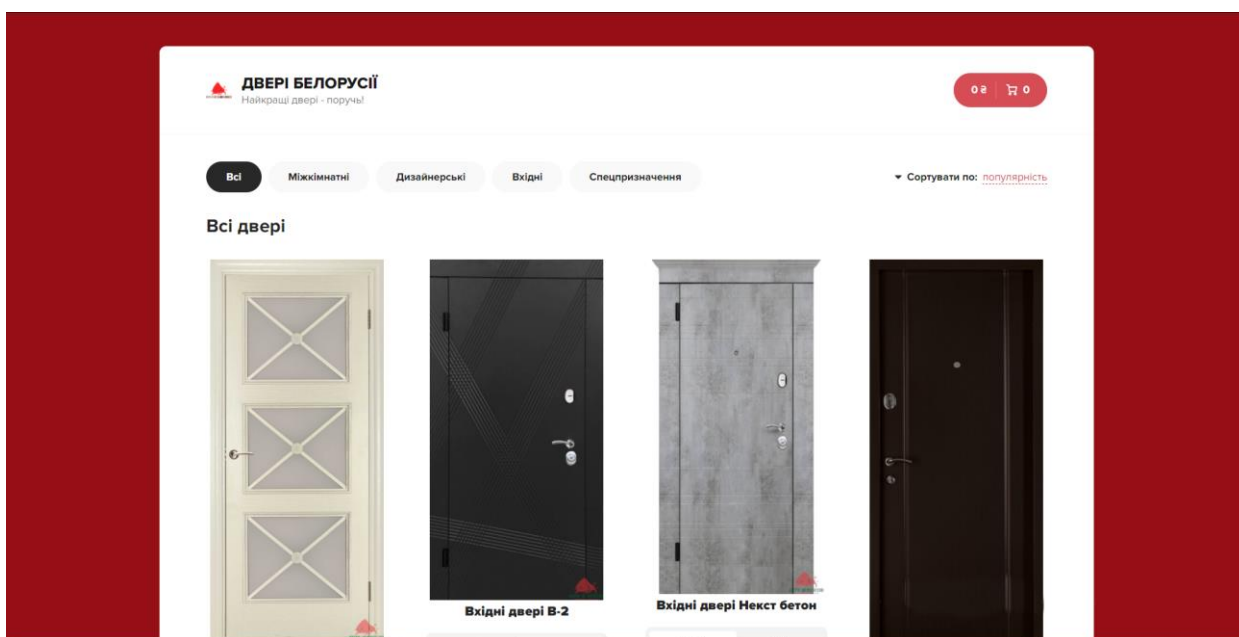 ДВЕРІ БЕЛОРУСІЇ
Найкращі двері - поручь!
0 ₴ 0
Всі Міжкімнатні Дизайнерські Вхідні Спецпризначення
Сортувати по: популярність
Всі двері
Вхідні двері В-2
Вхідні двері Некст бетон